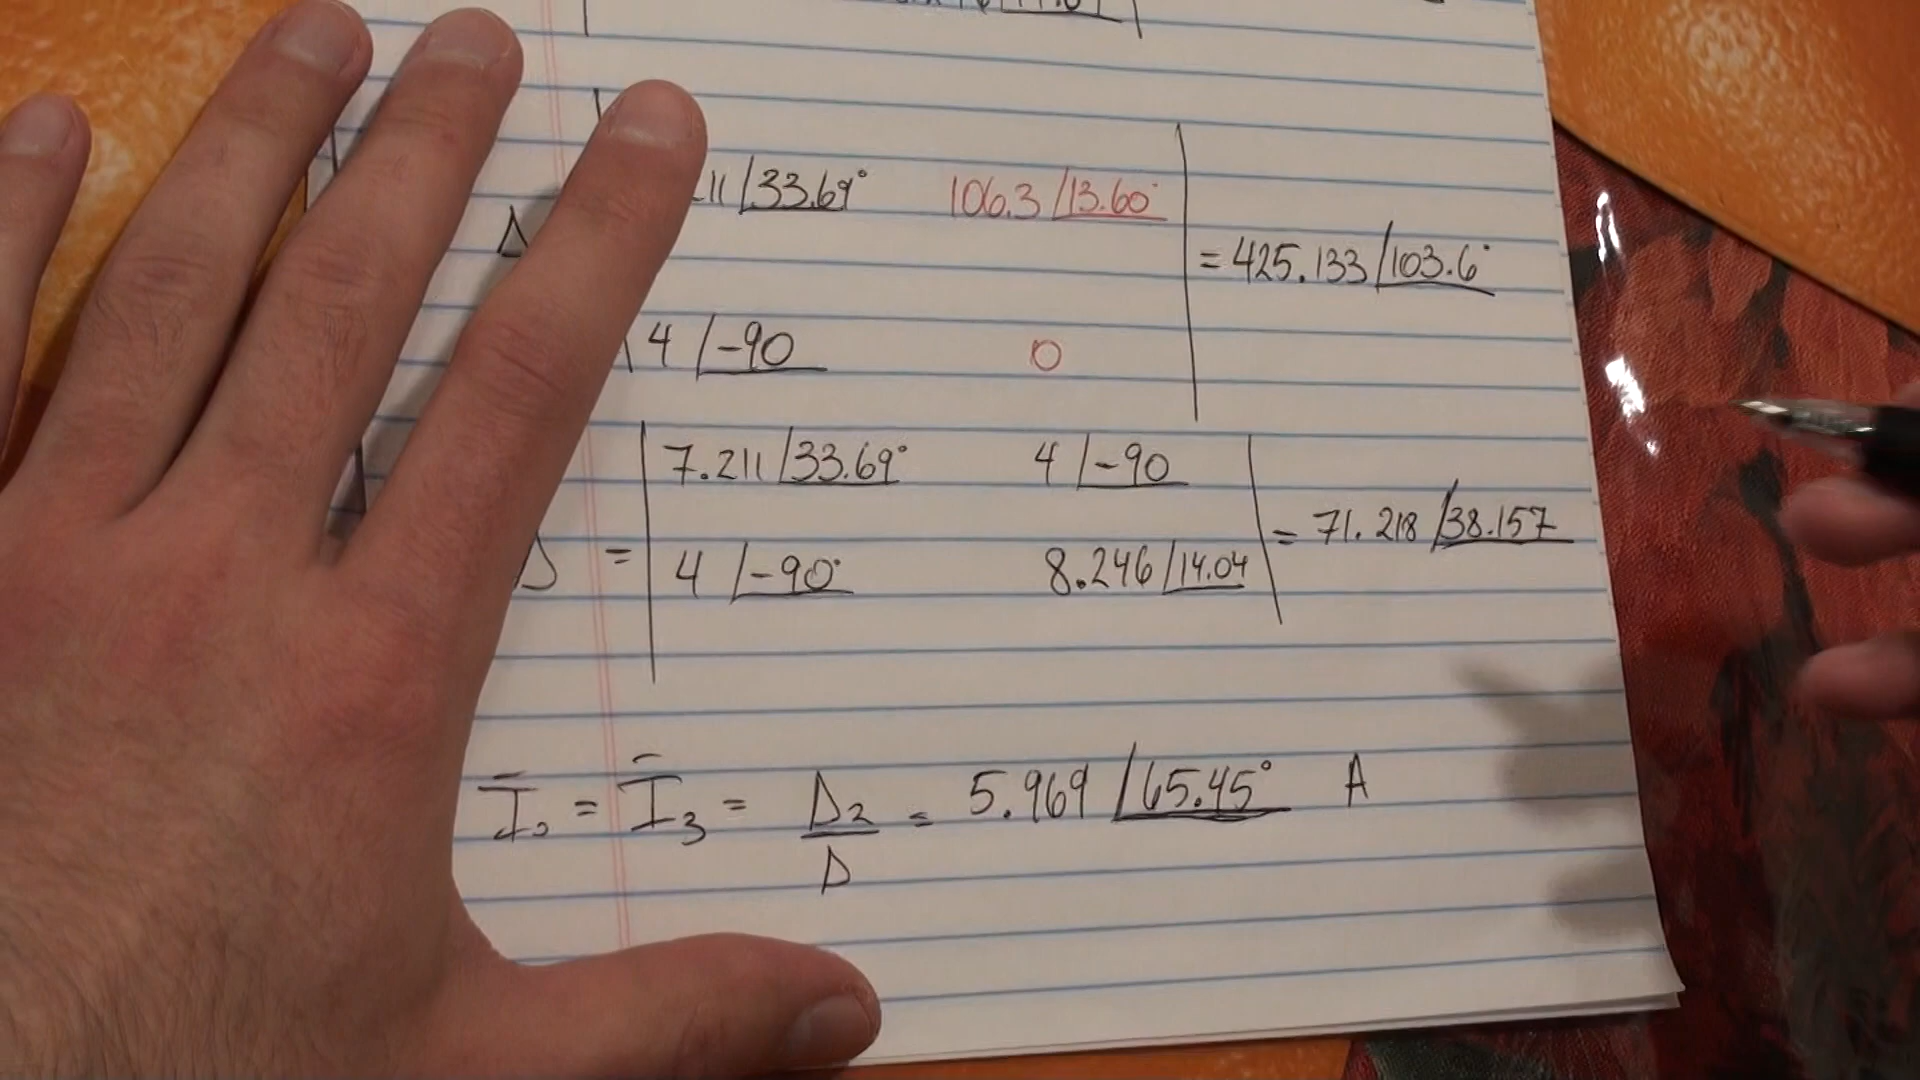 .211 /33.69° 106.3 /13.60°
Δ = 425.133 /103.6°
4 /-90 0
7.211 /33.69° 4 /-90
Δ = = 71.218 /38.157
4 /-90° 8.246 /14.04
I₀ = I₃ = Δ2 = 5.969 /65.45° A
Δ